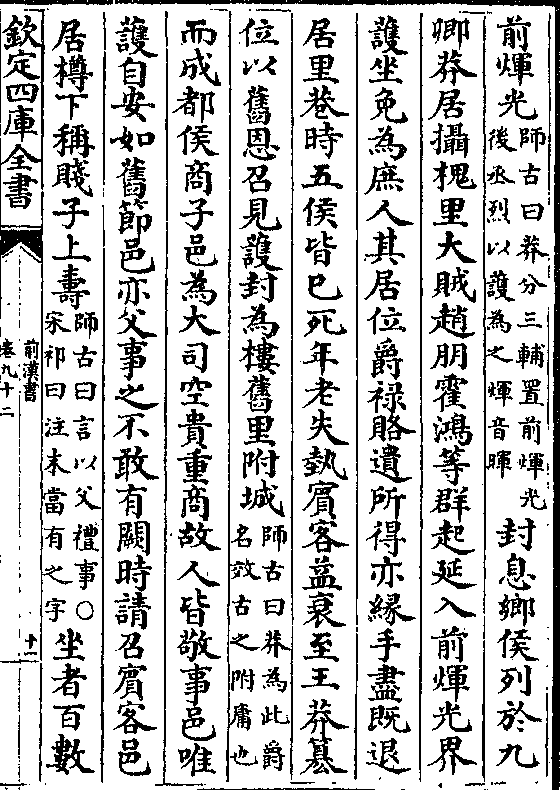 前煇光師古曰莽分三輔置前煇光後丞烈以護為之煇音暉封息鄉侯列於九
卿莽居攝槐里大賊趙朋霍鴻等群起延入前煇光界
護坐免為庶人其居位爵祿賂遺所得亦緣手盡既退
居里巷時五侯皆已死年老失埶賓客益衰至王莽簒
位以舊恩召見護封為樓舊里附城師古曰莽為此爵名效古之附庸也
而成都侯商子邑為大司空貴重商故人皆敬事邑唯
護自安如舊節邑亦父事之不敢有闕時請召賓客邑
居樽下稱賤子上壽師古曰言以父禮事〇宋祁曰注末當有之字坐者百數
欽定四庫全書
前漢書
卷九十二
十一